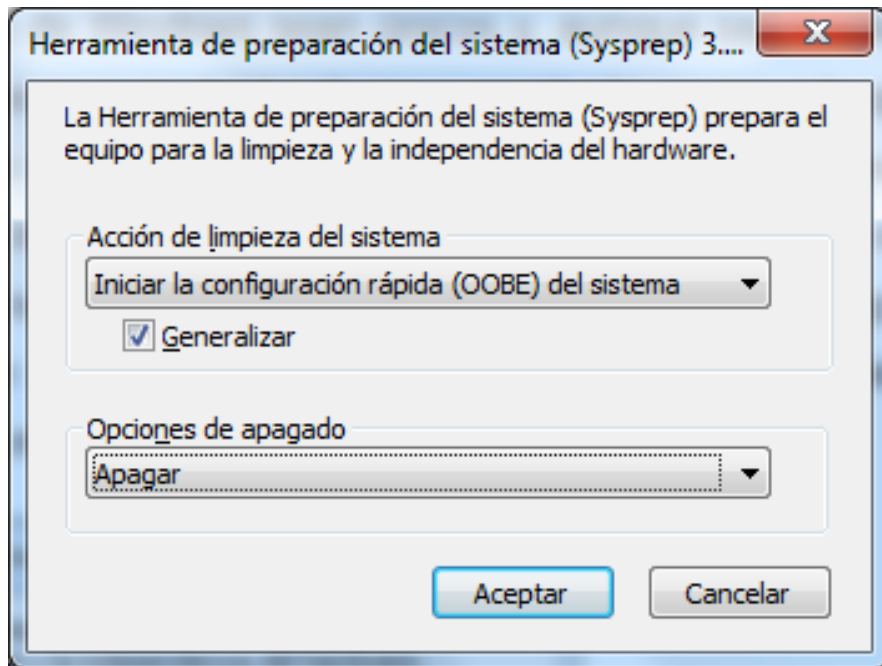 Herramienta de preparación del sistema (Sysprep) 3....
La Herramienta de preparación del sistema (Sysprep) prepara el
equipo para la limpieza y la independencia del hardware.
Acción de limpieza del sistema
Iniciar la configuración rápida (OOBE) del sistema
Generalizar
Opciones de apagado
Apagar
Aceptar
Cancelar